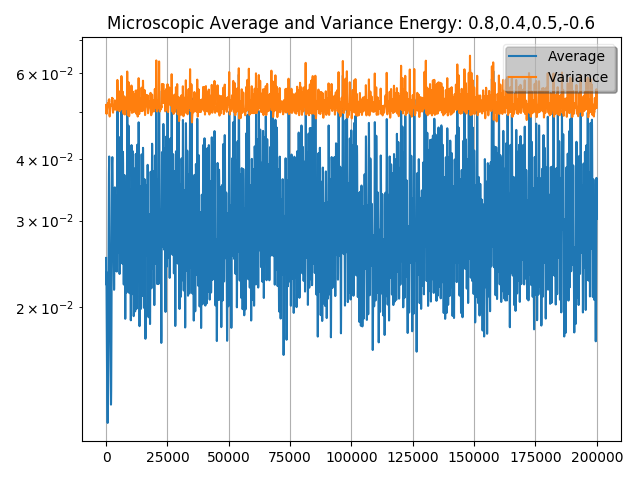 Microscopic Average and Variance Energy: 0.8,0.4,0.5,-0.6
Average
Variance
6 × 10⁻²
4 × 10⁻²
3 × 10⁻²
2 × 10⁻²
0 25000 50000 75000 100000 125000 150000 175000 200000